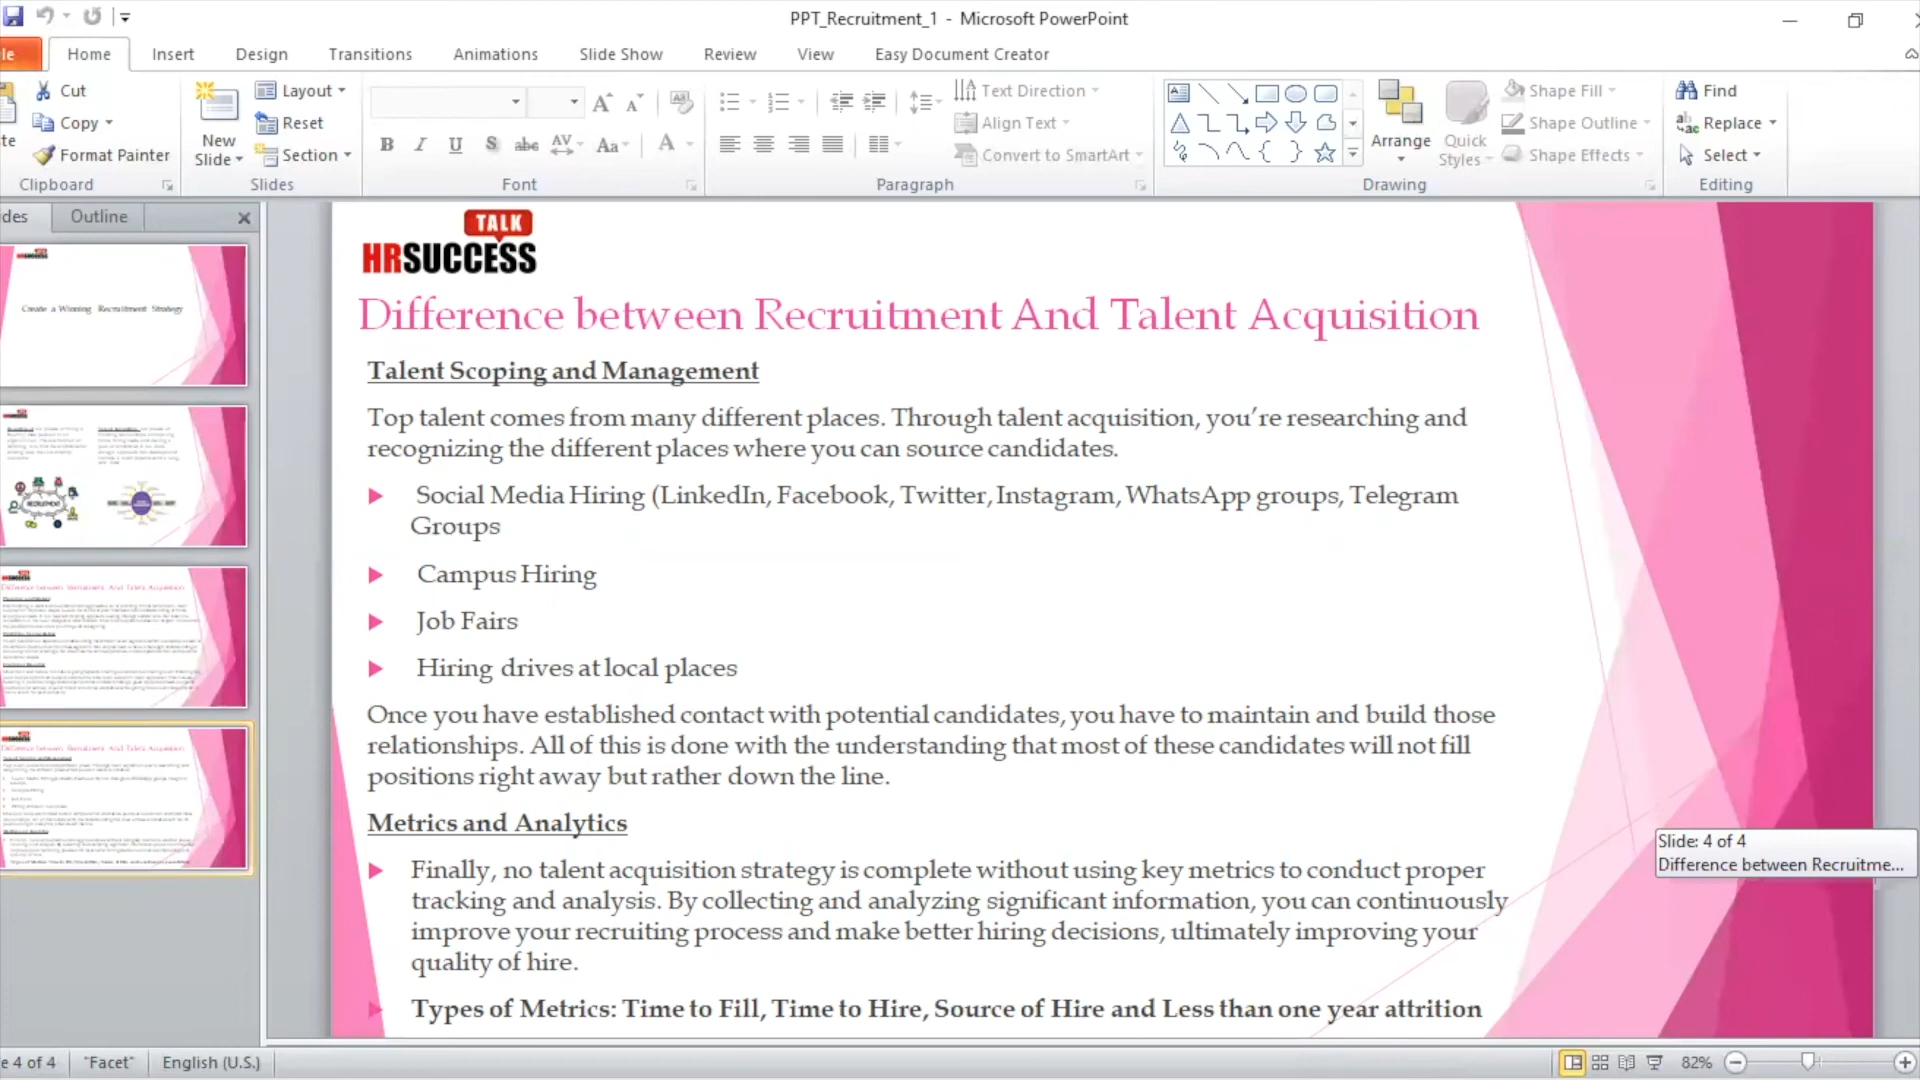 PPT_Recruitment_1 - Microsoft PowerPoint
Home Insert Design Transitions Animations Slide Show Review View Easy Document Creator
Cut
Copy
Format Painter
Clipboard
New
Slide
Layout
Reset
Section
Slides
Font
Text Direction
Align Text
Convert to SmartArt
Paragraph
Arrange
Quick
Styles
Shape Fill
Shape Outline
Shape Effects
Drawing
Find
Replace
Select
Editing
Outline
Create a Winning Recruitment Strategy
TALK
HRSUCCESS
Difference between Recruitment And Talent Acquisition
Talent Scoping and Management
Top talent comes from many different places. Through talent acquisition, you’re researching and
recognizing the different places where you can source candidates.
Social Media Hiring (LinkedIn, Facebook, Twitter, Instagram, WhatsApp groups, Telegram
Groups
Campus Hiring
Job Fairs
Hiring drives at local places
Once you have established contact with potential candidates, you have to maintain and build those
relationships. All of this is done with the understanding that most of these candidates will not fill
positions right away but rather down the line.
Metrics and Analytics
Finally, no talent acquisition strategy is complete without using key metrics to conduct proper
tracking and analysis. By collecting and analyzing significant information, you can continuously
improve your recruiting process and make better hiring decisions, ultimately improving your
quality of hire.
Types of Metrics: Time to Fill, Time to Hire, Source of Hire and Less than one year attrition
Slide: 4 of 4
Difference between Recruitme...
e 4 of 4 "Facet" English (U.S.) 82%